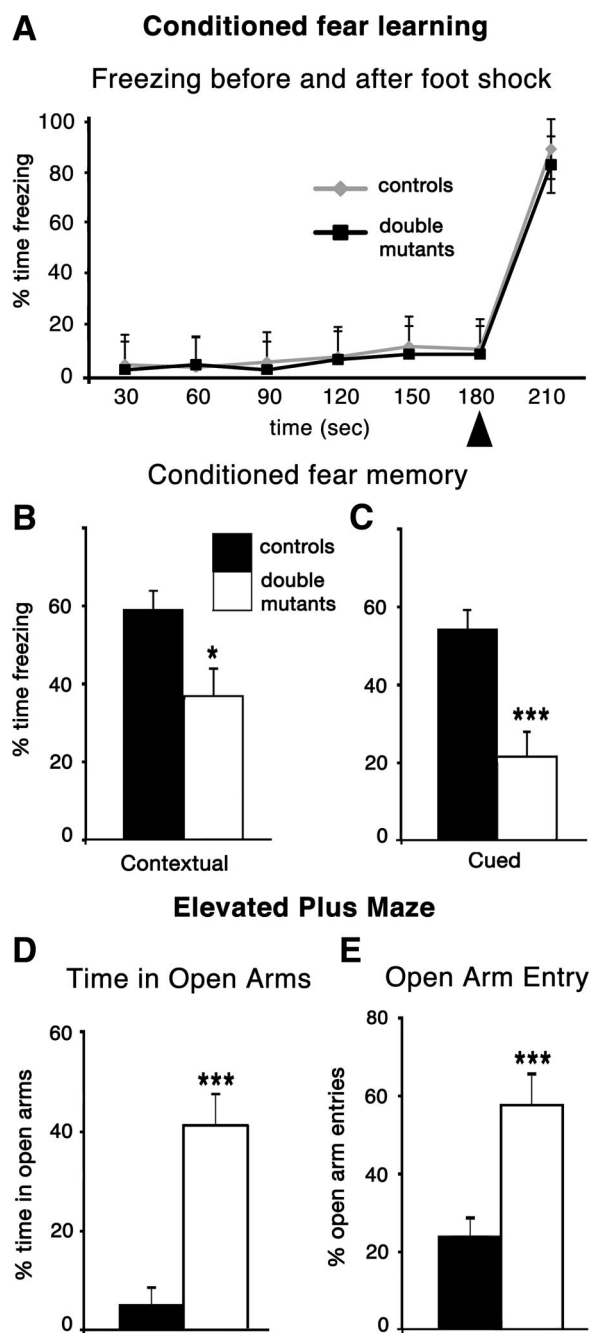 A Conditioned fear learning
Freezing before and after foot shock
% time freezing
100
80
60
40
20
0
controls
double
mutants
30 60 90 120 150 180 210
time (sec)
Conditioned fear memory
B
% time freezing
60
40
20
0
controls
double
mutants
*
Contextual
C
60
40
20
0
***
Cued
Elevated Plus Maze
D
Time in Open Arms
% time in open arms
60
40
20
0
***
E
Open Arm Entry
% open arm entries
80
60
40
20
0
***